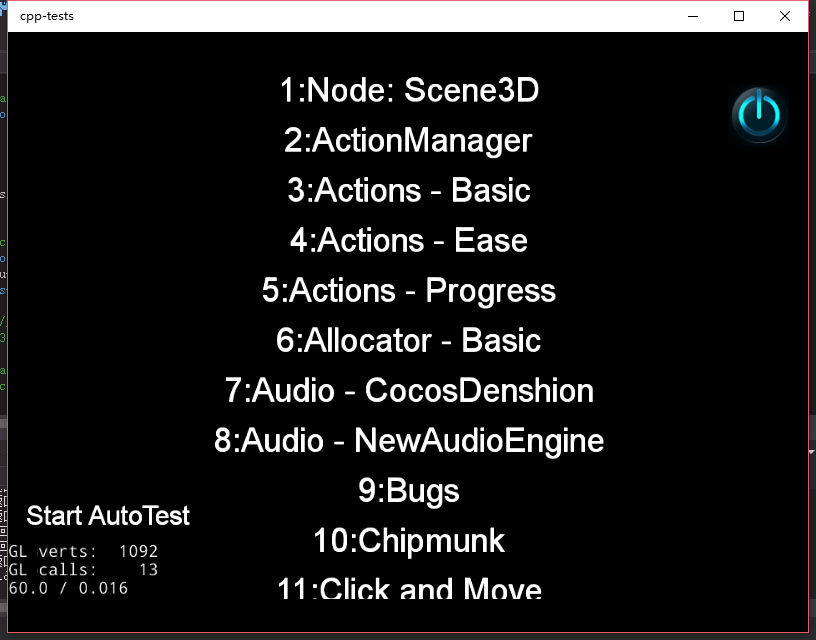 cpp-tests
1:Node: Scene3D
2:ActionManager
3:Actions - Basic
4:Actions - Ease
5:Actions - Progress
6:Allocator - Basic
7:Audio - CocosDenshion
8:Audio - NewAudioEngine
9:Bugs
10:Chipmunk
11:Click and Move
Start AutoTest
GL verts: 1092
GL calls: 13
60.0 / 0.016